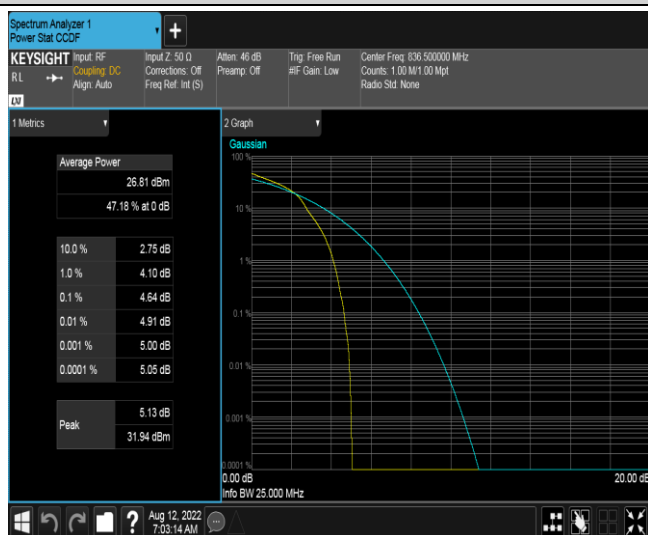 Spectrum Analyzer 1
Power Stat CCDF
KEYSIGHT
RL
LXI
Input: RF
Coupling: DC
Align: Auto
Input Z: 50 Ω
Corrections: Off
Freq Ref: Int (S)
Atten: 46 dB
Preamp: Off
Trig: Free Run
#IF Gain: Low
Center Freq: 836.500000 MHz
Counts: 1.00 M/1.00 Mpt
Radio Std: None
1 Metrics
Average Power
26.81 dBm
47.18 % at 0 dB
10.0 % 2.75 dB
1.0 % 4.10 dB
0.1 % 4.64 dB
0.01 % 4.91 dB
0.001 % 5.00 dB
0.0001 % 5.05 dB
Peak
5.13 dB
31.94 dBm
2 Graph
Gaussian
100 %
10 %
1 %
0.1 %
0.01 %
0.001 %
0.0001 %
0.00 dB 20.00 dB
Info BW 25.000 MHz
?
Aug 12, 2022
7:03:14 AM